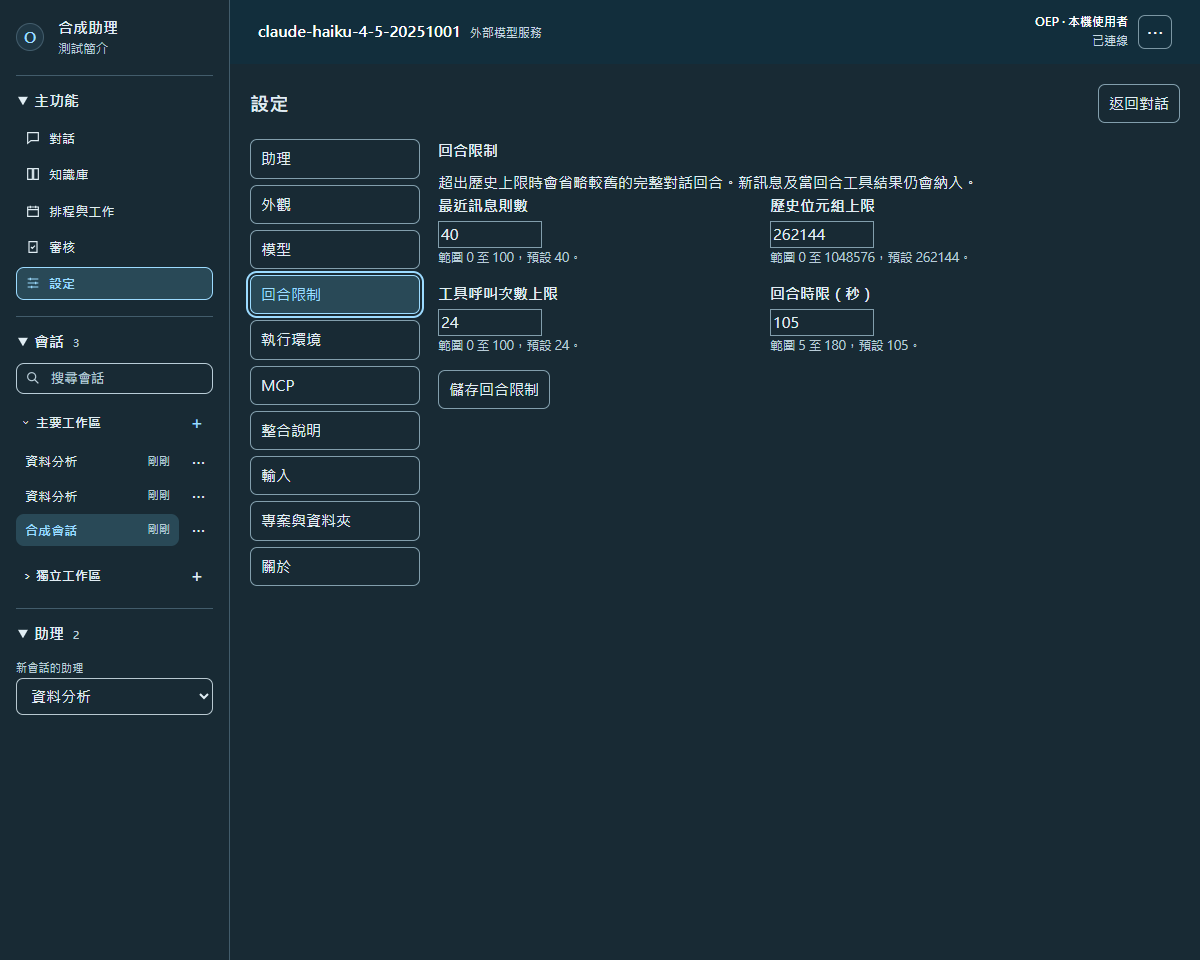 O
合成助理
測試簡介
▼ 主功能
對話
知識庫
排程與工作
審核
設定
▼ 會話 3
搜尋會話
主要工作區 +
資料分析 剛剛 ...
資料分析 剛剛 ...
合成會話 剛剛 ...
獨立工作區 +
▼ 助理 2
新會話的助理
資料分析
claude-haiku-4-5-20251001 外部模型服務
OEP · 本機使用者
已連線
...
設定
返回對話
助理
外觀
模型
回合限制
執行環境
MCP
整合說明
輸入
專案與資料夾
關於
回合限制
超出歷史上限時會省略較舊的完整對話回合。新訊息及當回合工具結果仍會納入。
最近訊息則數
40
範圍 0 至 100，預設 40。
歷史位元組上限
262144
範圍 0 至 1048576，預設 262144。
工具呼叫次數上限
24
範圍 0 至 100，預設 24。
回合時限（秒）
105
範圍 5 至 180，預設 105。
儲存回合限制